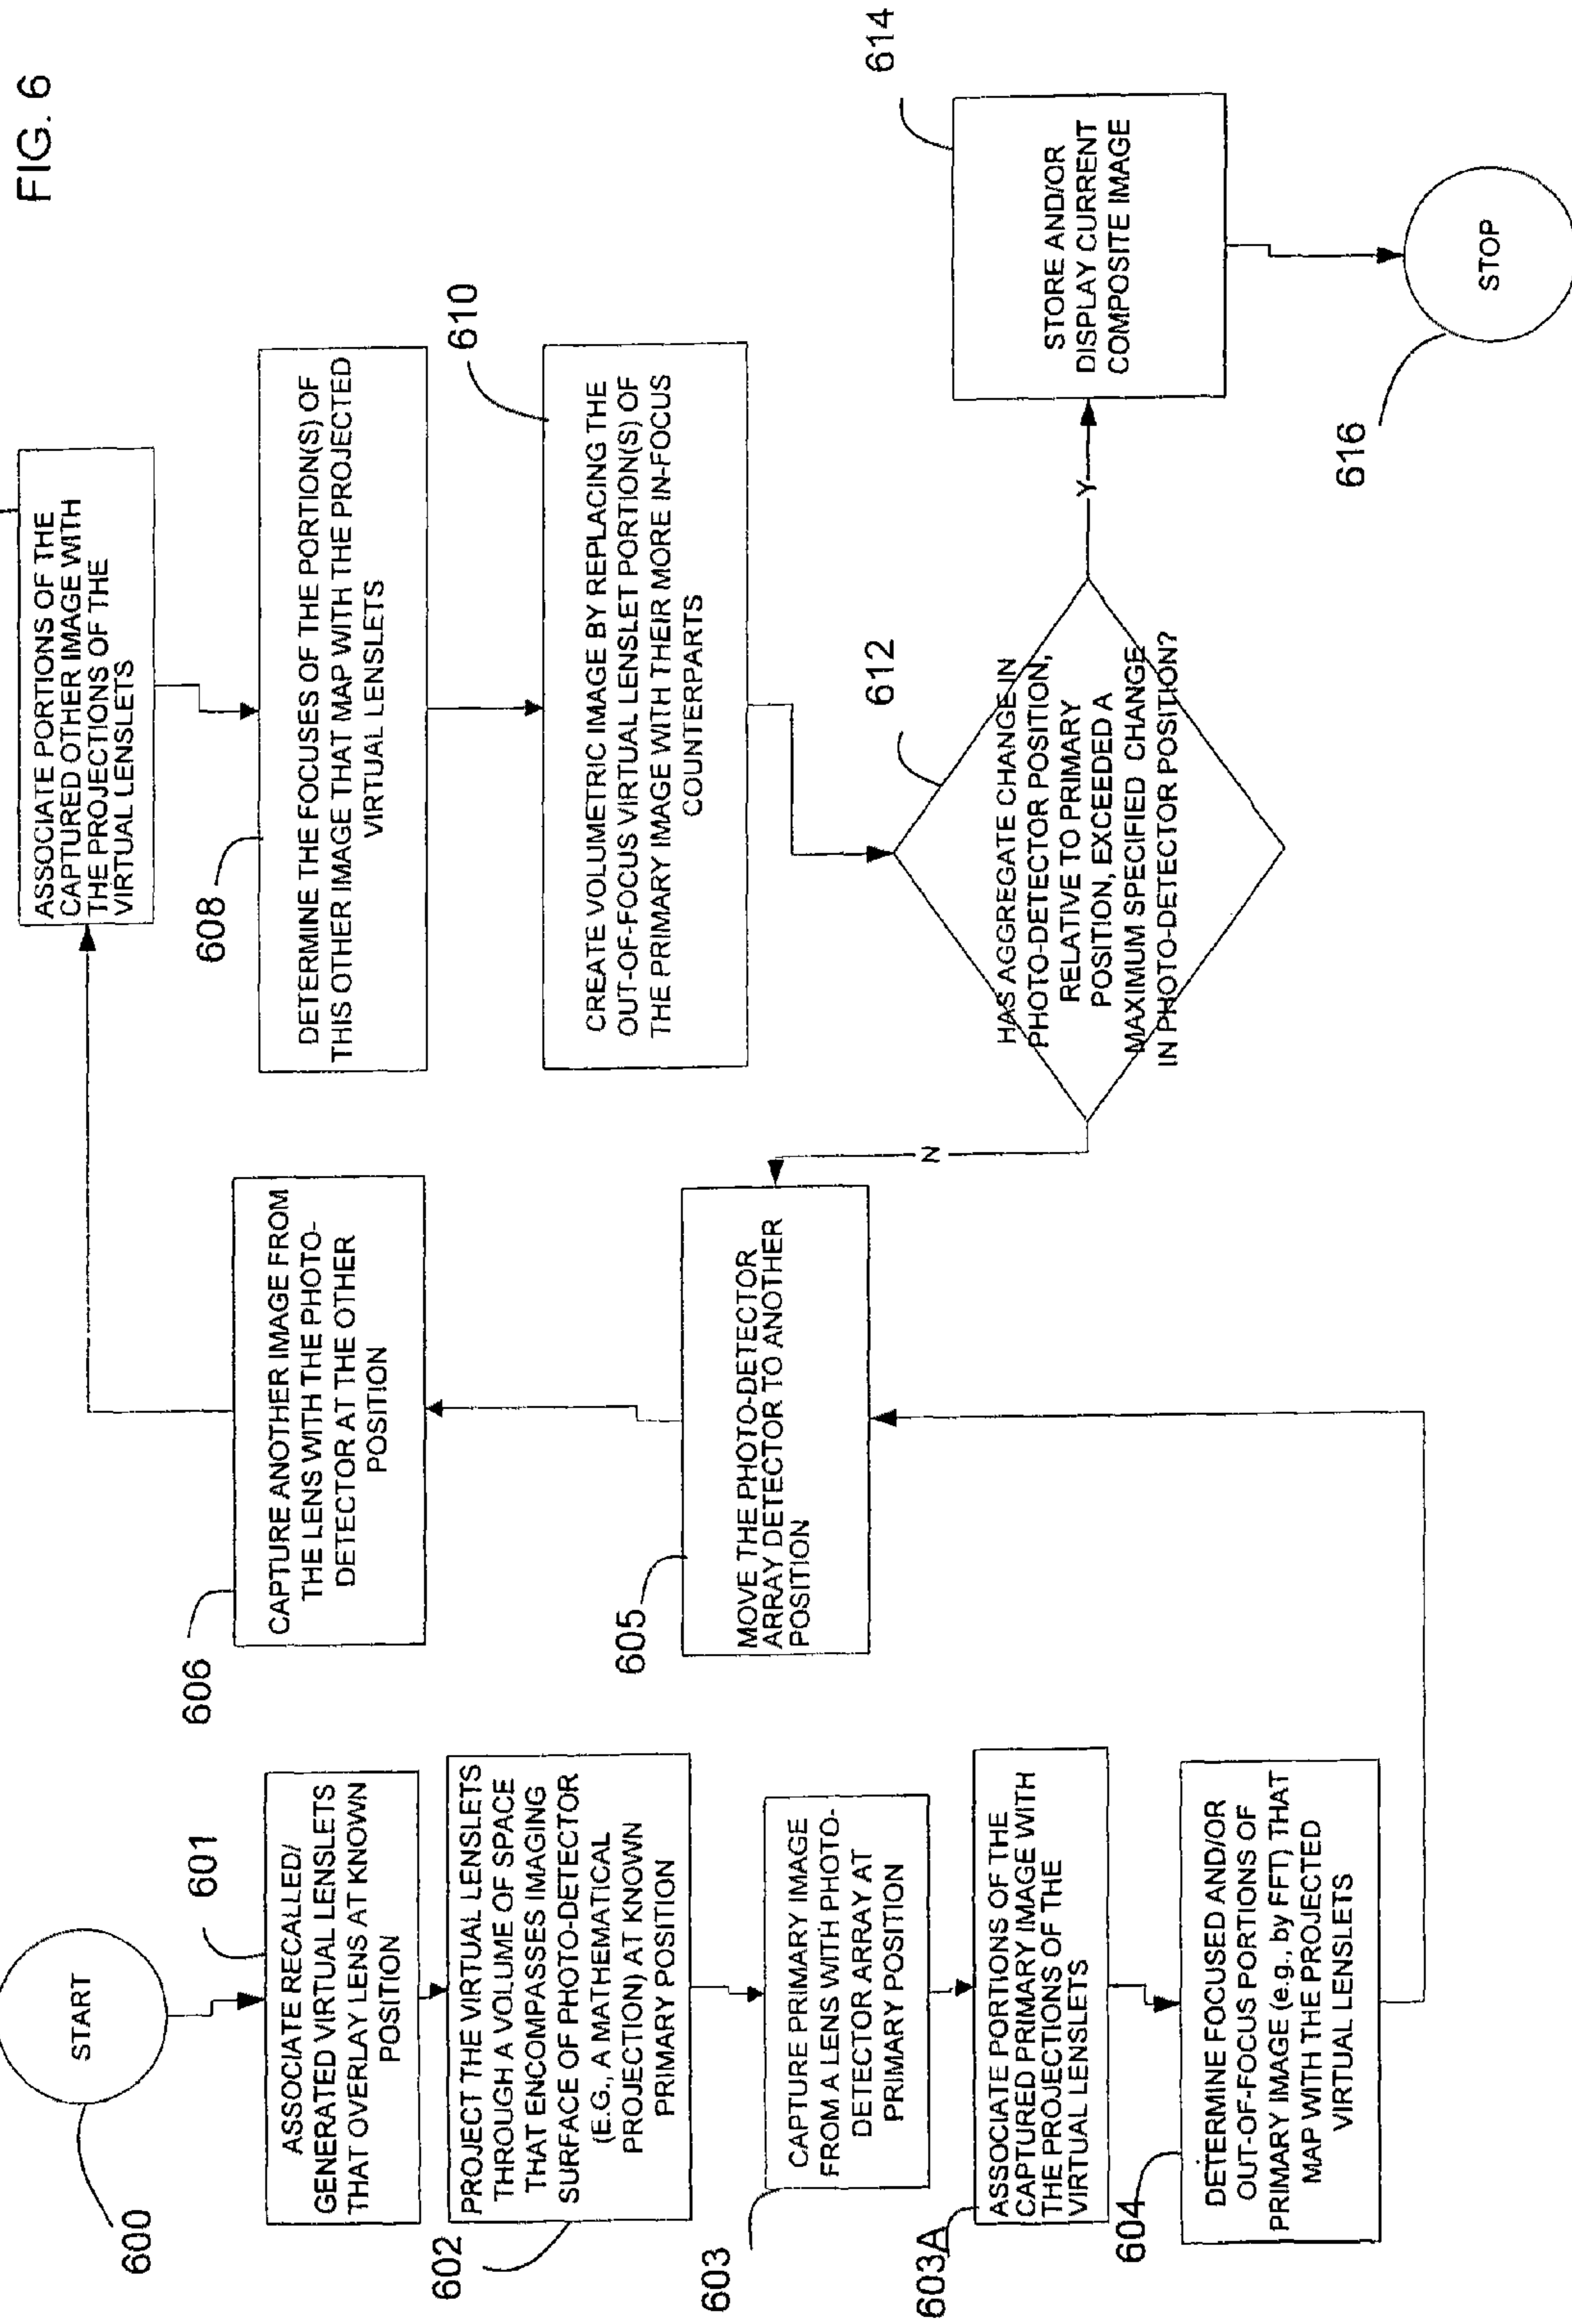 FIG. 6
START
600
601
ASSOCIATE RECALLED/
GENERATED VIRTUAL LENSLETS
THAT OVERLAY LENS AT KNOWN
POSITION
602
PROJECT THE VIRTUAL LENSLETS
THROUGH A VOLUME OF SPACE
THAT ENCOMPASSES IMAGING
SURFACE OF PHOTO-DETECTOR
(E.G., A MATHEMATICAL
PROJECTION) AT KNOWN
PRIMARY POSITION
603
CAPTURE PRIMARY IMAGE
FROM A LENS WITH PHOTO-
DETECTOR ARRAY AT
PRIMARY POSITION
603A
ASSOCIATE PORTIONS OF THE
CAPTURED PRIMARY IMAGE WITH
THE PROJECTIONS OF THE
VIRTUAL LENSLETS
604
DETERMINE FOCUSED AND/OR
OUT-OF-FOCUS PORTIONS OF
PRIMARY IMAGE (e.g., by FFT) THAT
MAP WITH THE PROJECTED
VIRTUAL LENSLETS
605
MOVE THE PHOTO-DETECTOR
ARRAY DETECTOR TO ANOTHER
POSITION
606
CAPTURE ANOTHER IMAGE FROM
THE LENS WITH THE PHOTO-
DETECTOR AT THE OTHER
POSITION
ASSOCIATE PORTIONS OF THE
CAPTURED OTHER IMAGE WITH
THE PROJECTIONS OF THE
VIRTUAL LENSLETS
608
DETERMINE THE FOCUSES OF THE PORTION(S) OF
THIS OTHER IMAGE THAT MAP WITH THE PROJECTED
VIRTUAL LENSLETS
610
CREATE VOLUMETRIC IMAGE BY REPLACING THE
OUT-OF-FOCUS VIRTUAL LENSLET PORTION(S) OF
THE PRIMARY IMAGE WITH THEIR MORE IN-FOCUS
COUNTERPARTS
612
HAS AGGREGATE CHANGE IN
PHOTO-DETECTOR POSITION,
RELATIVE TO PRIMARY
POSITION, EXCEEDED A
MAXIMUM SPECIFIED CHANGE
IN PHOTO-DETECTOR POSITION?
N
Y
614
STORE AND/OR
DISPLAY CURRENT
COMPOSITE IMAGE
616
STOP